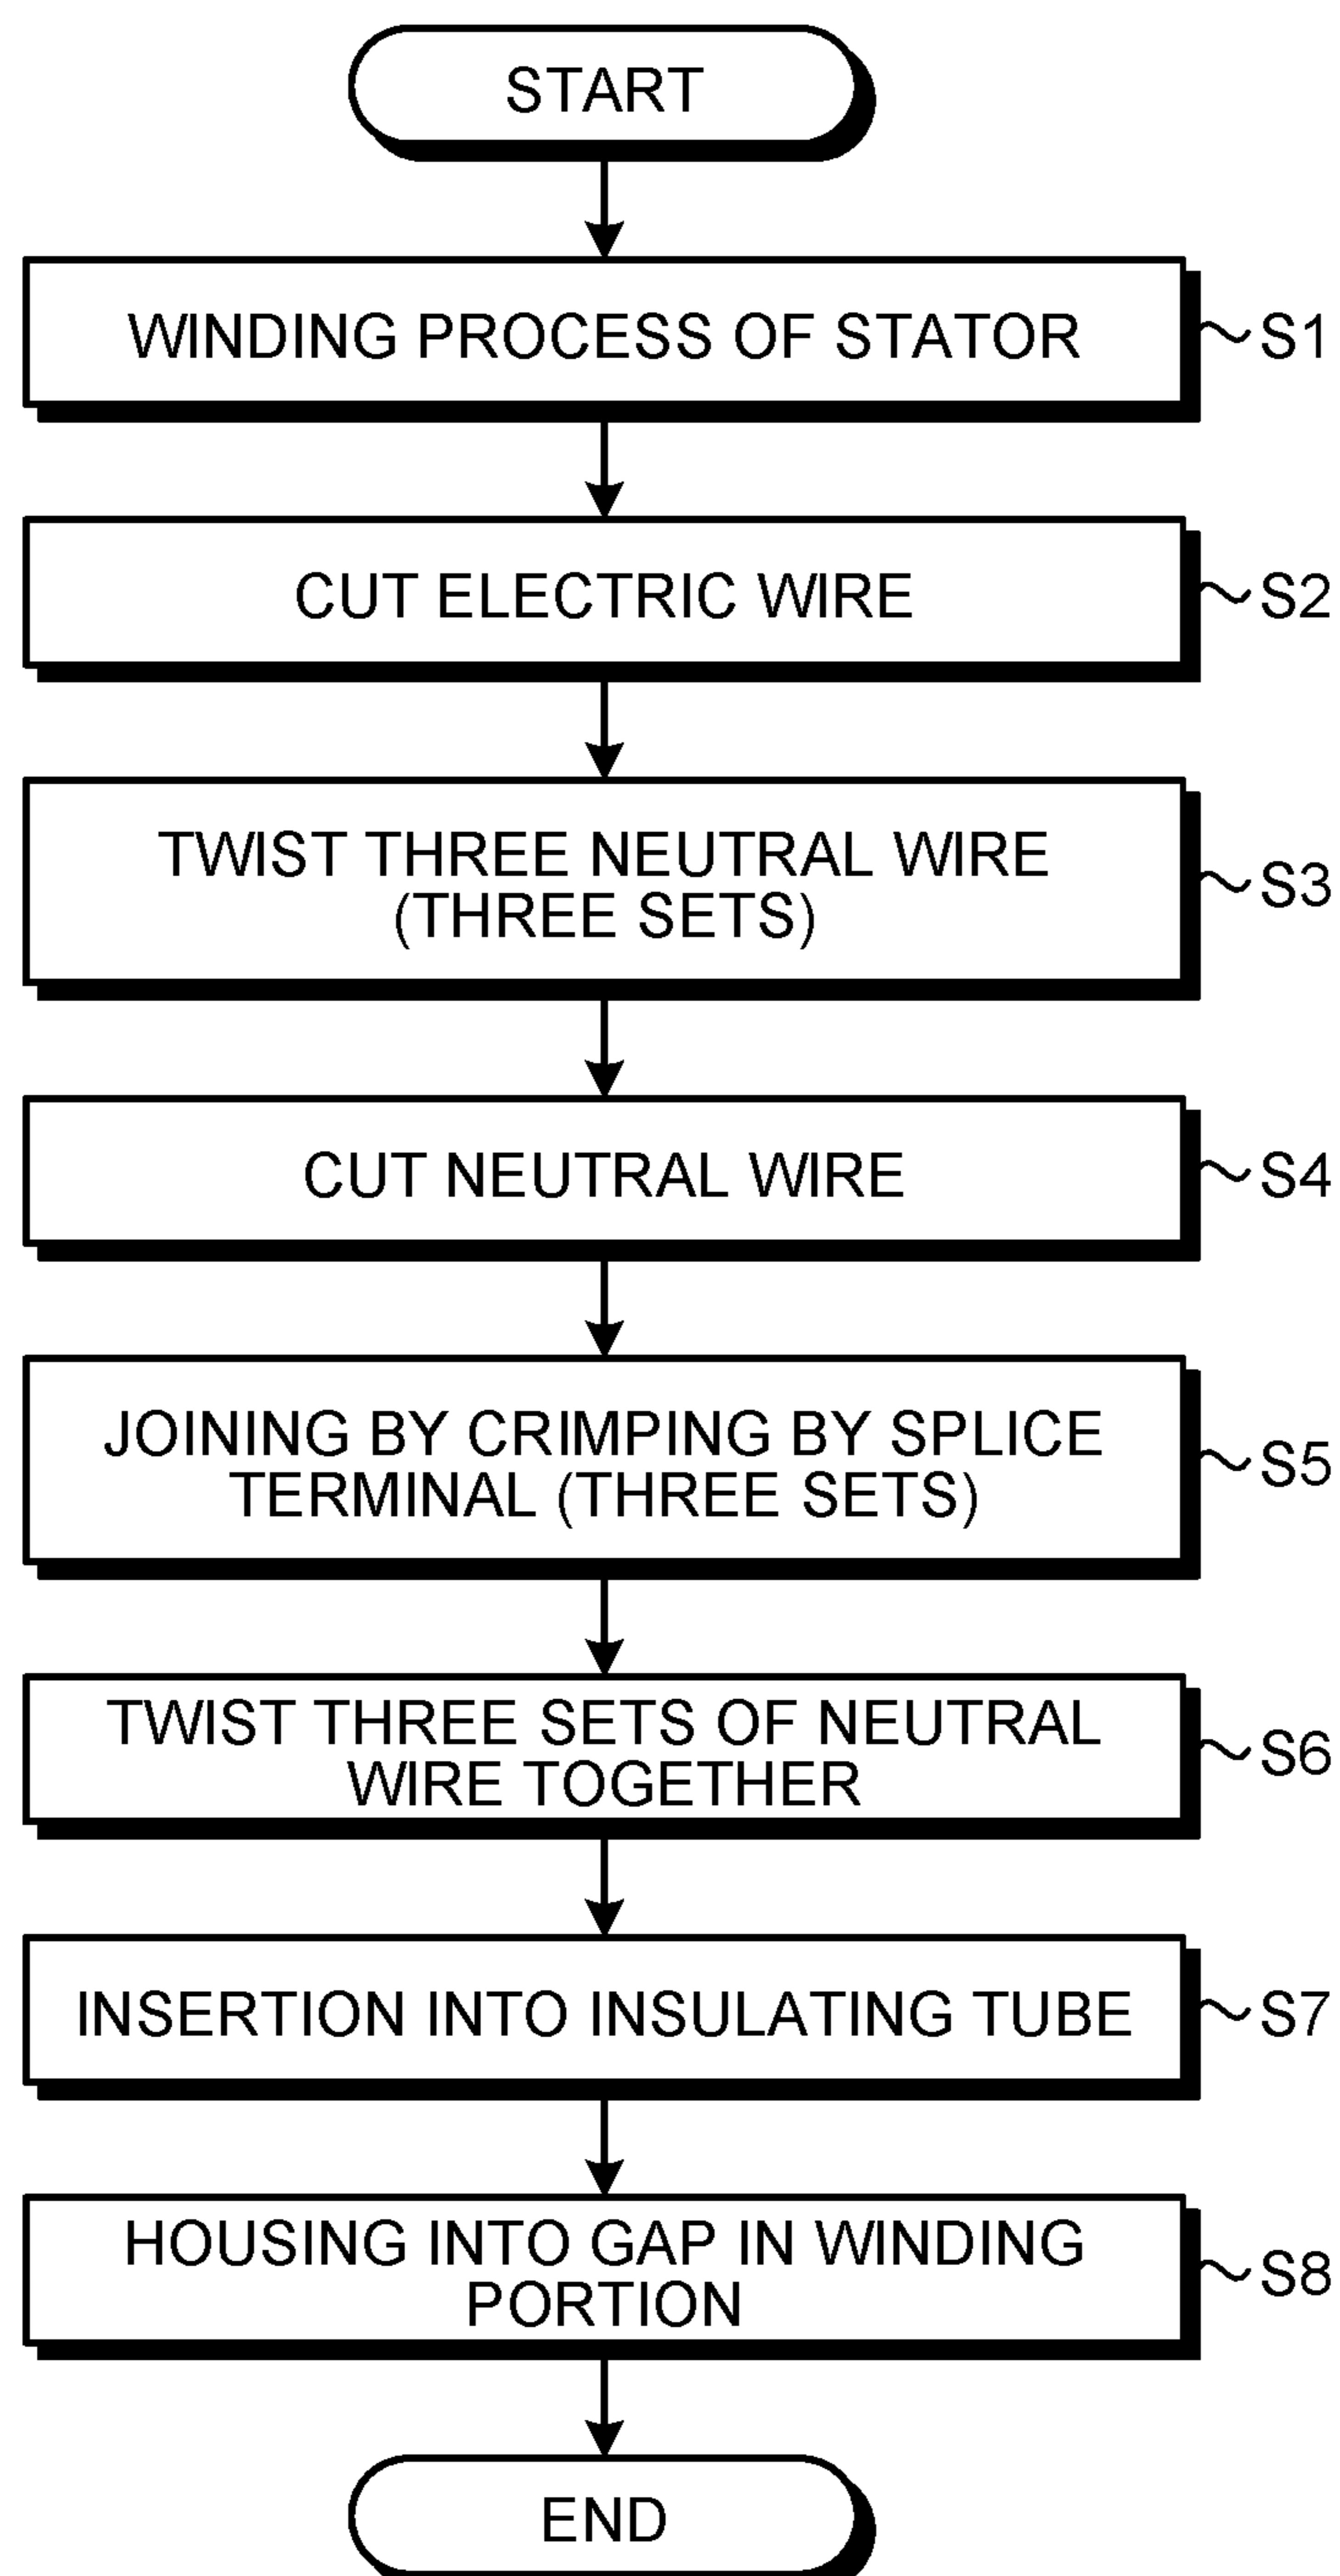 START
WINDING PROCESS OF STATOR
S1
CUT ELECTRIC WIRE
S2
TWIST THREE NEUTRAL WIRE
(THREE SETS)
S3
CUT NEUTRAL WIRE
S4
JOINING BY CRIMPING BY SPLICE
TERMINAL (THREE SETS)
S5
TWIST THREE SETS OF NEUTRAL
WIRE TOGETHER
S6
INSERTION INTO INSULATING TUBE
S7
HOUSING INTO GAP IN WINDING
PORTION
S8
END